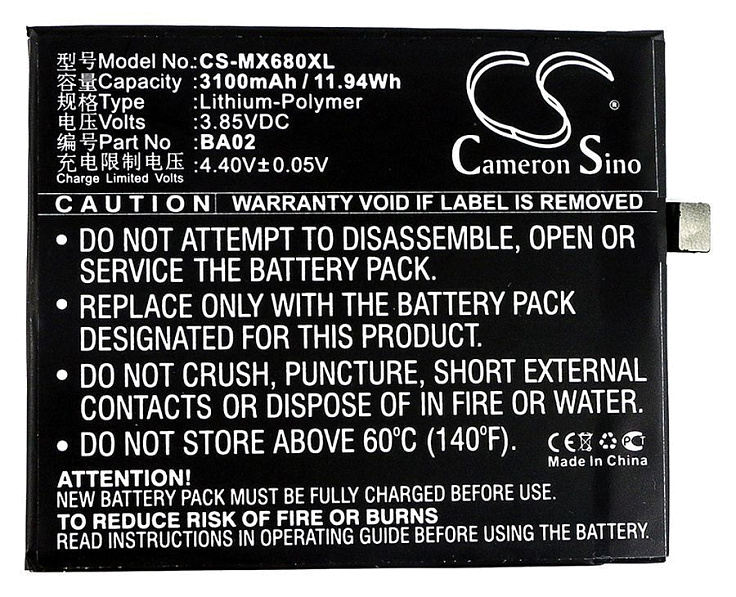 型号Model No.:CS-MX680XL
容量Capacity :3100mAh / 11.94Wh
规格Type :Lithium-Polymer
电压Volts :3.85VDC
编号Part No :BA02
充电限制电压 :4.40V±0.05V
Charge Limited Volts
CS®
Cameron Sino
CAUTION WARRANTY VOID IF LABEL IS REMOVED
• DO NOT ATTEMPT TO DISASSEMBLE, OPEN OR
SERVICE THE BATTERY PACK.
• REPLACE ONLY WITH THE BATTERY PACK
DESIGNATED FOR THIS EQUIPMENT.
• DO NOT CRUSH, PUNCTURE, SHORT EXTERNAL
CONTACTS OR DISPOSE OF IN FIRE OR WATER.
• DO NOT STORE ABOVE 60°C (140°F).
CE PCT
Made In China
ATTENTION!
NEW BATTERY PACK MUST BE FULLY CHARGED BEFORE USE.
TO REDUCE RISK OF FIRE OR BURNS
READ OWNER'S OPERATING INSTRUCTION BEFORE USING THE BATTERY.